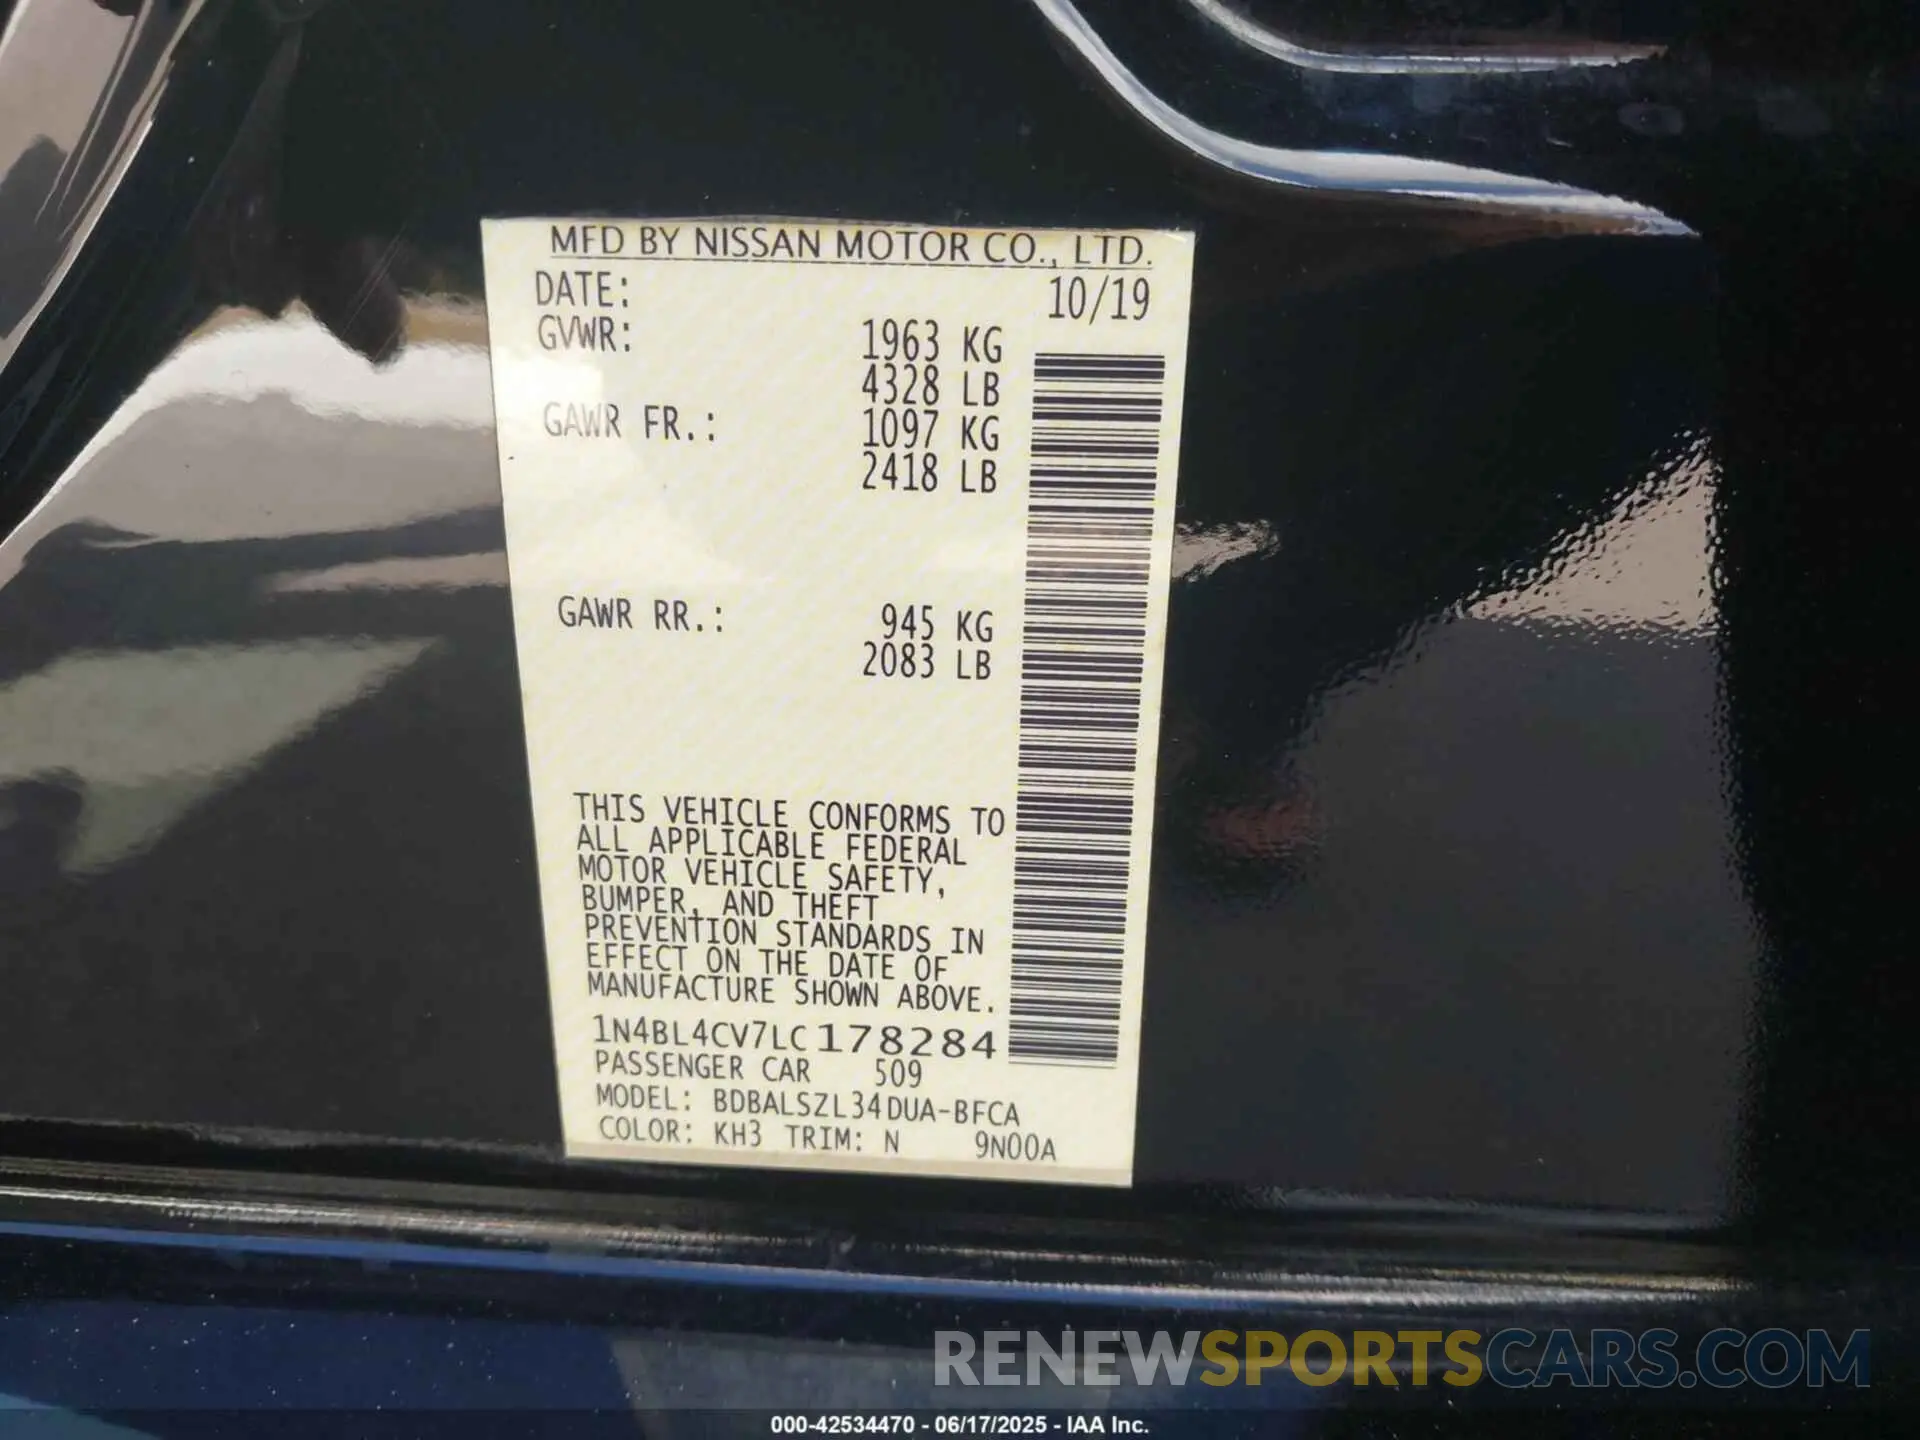 MFD BY NISSAN MOTOR CO., LTD.
DATE: 10/19
GVWR: 1963 KG
4328 LB
GAWR FR.: 1097 KG
2418 LB
GAWR RR.: 945 KG
2083 LB
THIS VEHICLE CONFORMS TO
ALL APPLICABLE FEDERAL
MOTOR VEHICLE SAFETY,
BUMPER, AND THEFT
PREVENTION STANDARDS IN
EFFECT ON THE DATE OF
MANUFACTURE SHOWN ABOVE.
1N4BL4CV7LC178284
PASSENGER CAR 509
MODEL: BDBALSZL34DUA-BFCA
COLOR: KH3 TRIM: N 9N00A
RENEWSPORTSCARS.COM
000-42534470 - 06/17/2025 - IAA Inc.